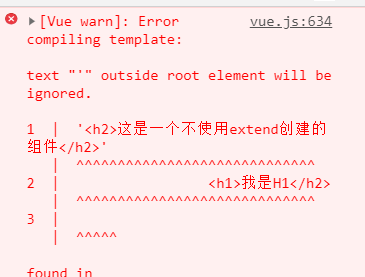 [Vue warn]: Error vue.js:634
compiling template:
text "'" outside root element will be
ignored.
1 | '<h2>这是一个不使用extend创建的
组件</h2>'
| ^^^^^^^^^^^^^^^^^^^^^^^^^^^^
2 | <h1>我是H1</h2>
| ^^^^^^^^^^^^^^^^^^^^^^^^^^^^
3 |
| ^^^^^
found in